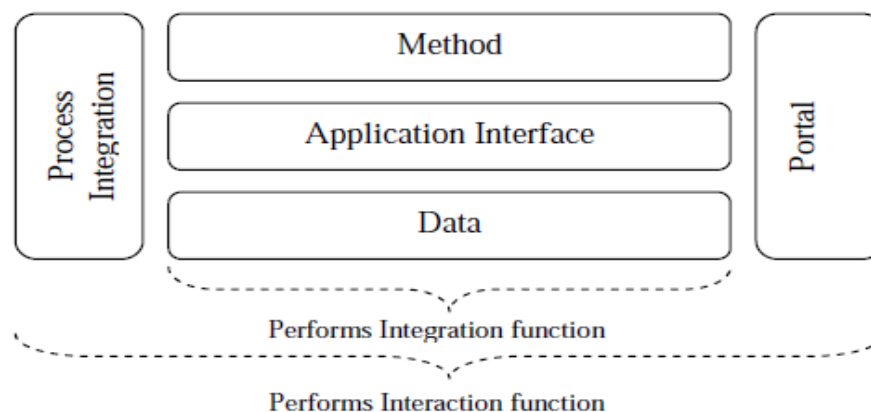 Process
Integration
Method
Application Interface
Data
Portal
Performs Integration function
Performs Interaction function